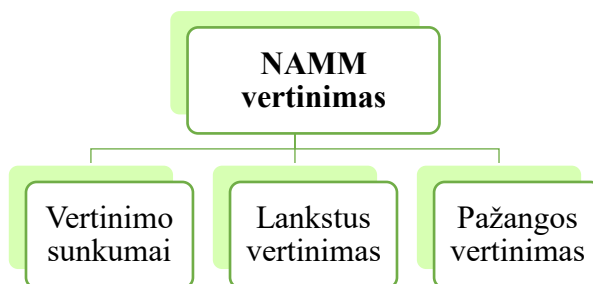 NAMM
vertinimas
Vertinimo
sunkumai
Lankstus
vertinimas
Pažangos
vertinimas